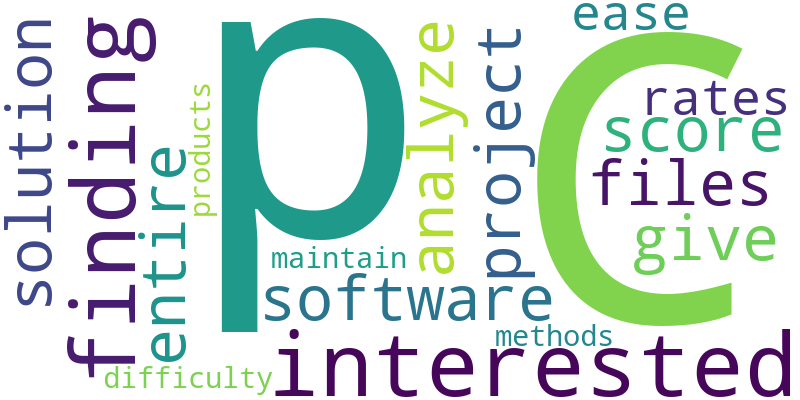 solution
finding
entire
products
p
analyze
project
C
ease
rates
score
files
give
maintain
software
methods
interested
difficulty